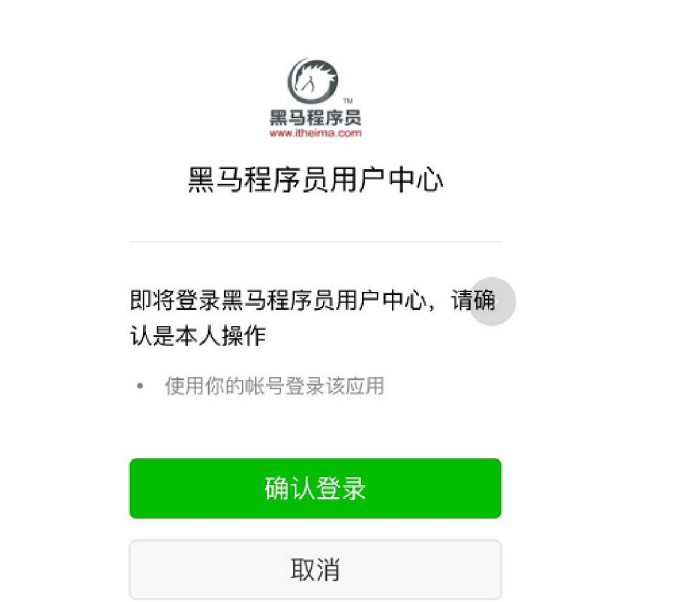 TM
黑马程序员
www.itheima.com
黑马程序员用户中心
即将登录黑马程序员用户中心，请确
认是本人操作
• 使用你的帐号登录该应用
确认登录
取消